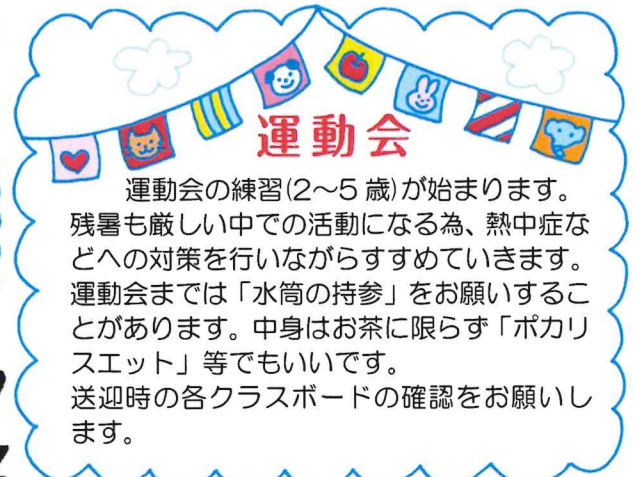 運動会
運動会の練習(2～5歳)が始まります。
残暑も厳しい中での活動になる為、熱中症な
どへの対策を行いながらすすめていきます。
運動会までは「水筒の持参」をお願いするこ
とがあります。中身はお茶に限らず「ポカリ
スエット」等でもいいです。
送迎時の各クラスボードの確認をお願いし
ます。